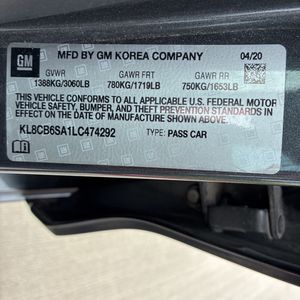 GM MFD BY GM KOREA COMPANY 04/20
GVWR GAWR FRT GAWR RR
1388KG/3060LB 780KG/1719LB 750KG/1653LB
THIS VEHICLE CONFORMS TO ALL APPLICABLE U.S. FEDERAL MOTOR
VEHICLE SAFETY, BUMPER, AND THEFT PREVENTION STANDARDS
IN EFFECT ON THE DATE OF MANUFACTURE SHOWN ABOVE.
KL8CB6SA1LC474292 TYPE: PASS CAR